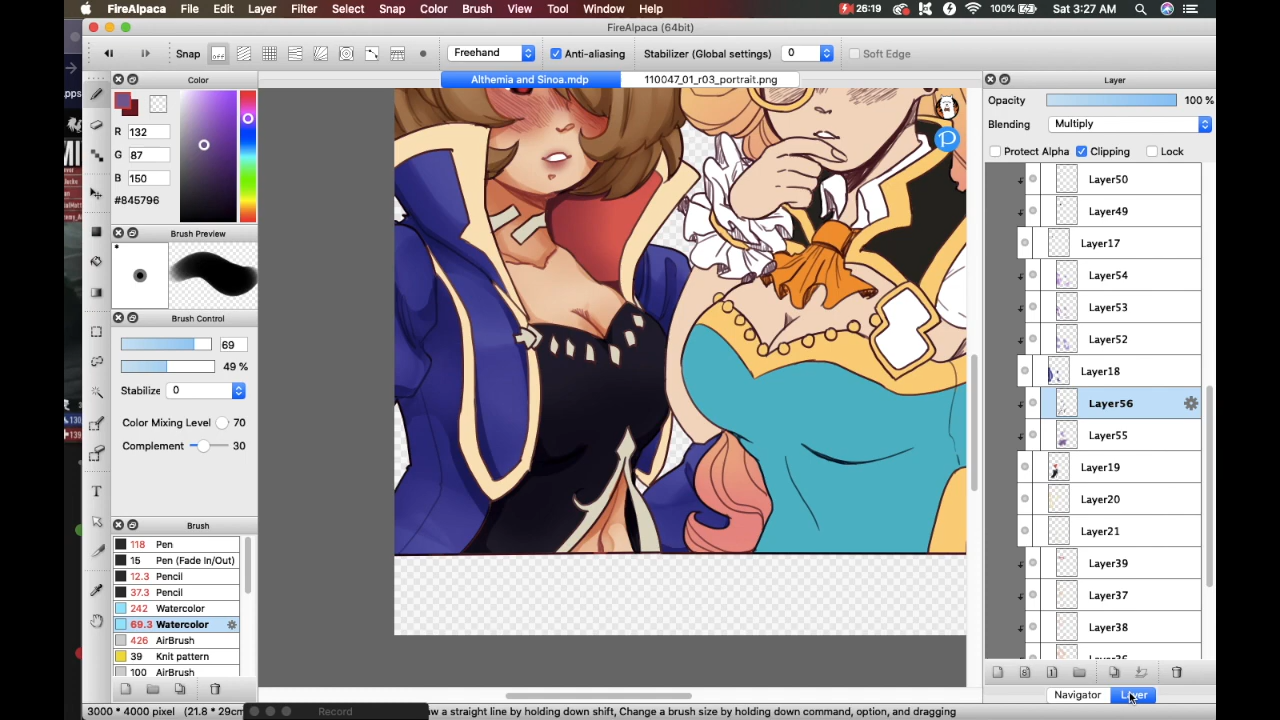 FireAlpaca File Edit Layer Filter Select Snap Color Brush View Tool Window Help 26:19 100% Sat 3:27 AM
FireAlpaca (64bit)
Snap OFF Freehand Anti-aliasing Stabilizer (Global settings) 0 Soft Edge
Color
Althemia and Sinoa.mdp 110047_01_r03_portrait.png
Layer
Opacity 100 %
Blending Multiply
Protect Alpha Clipping Lock
R 132
G 87
B 150
#845796
Brush Preview
Brush Control
69
49 %
Stabilize 0
Color Mixing Level 70
Complement 30
Brush
118 Pen
15 Pen (Fade In/Out)
12.3 Pencil
37.3 Pencil
242 Watercolor
69.3 Watercolor
426 AirBrush
39 Knit pattern
100 AirBrush
Layer50
Layer49
Layer17
Layer54
Layer53
Layer52
Layer18
Layer56
Layer55
Layer19
Layer20
Layer21
Layer39
Layer37
Layer38
Navigator Layer
3000 * 4000 pixel (21.8 * 29cm
Record
w a straight line by holding down shift, Change a brush size by holding down command, option, and dragging